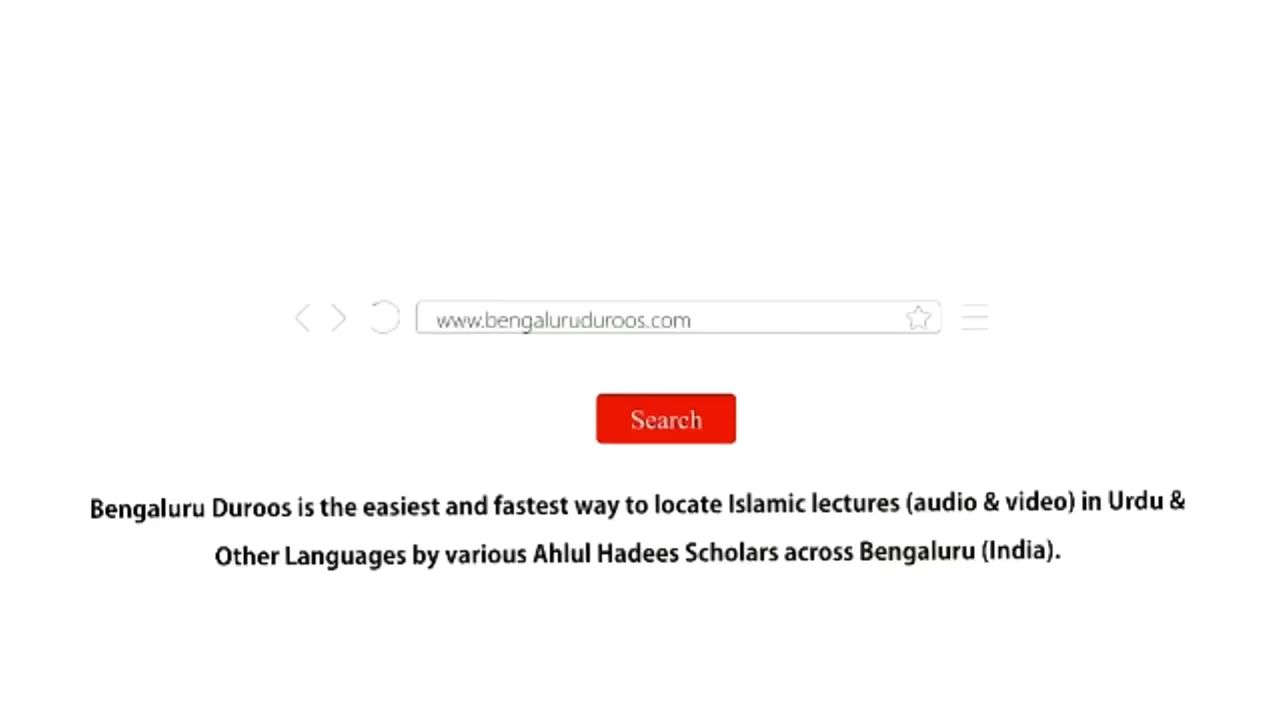 www.bengaluruduroos.com
Search
Bengaluru Duroos is the easiest and fastest way to locate Islamic lectures (audio & video) in Urdu &
Other Languages by various Ahlul Hadees Scholars across Bengaluru (India).